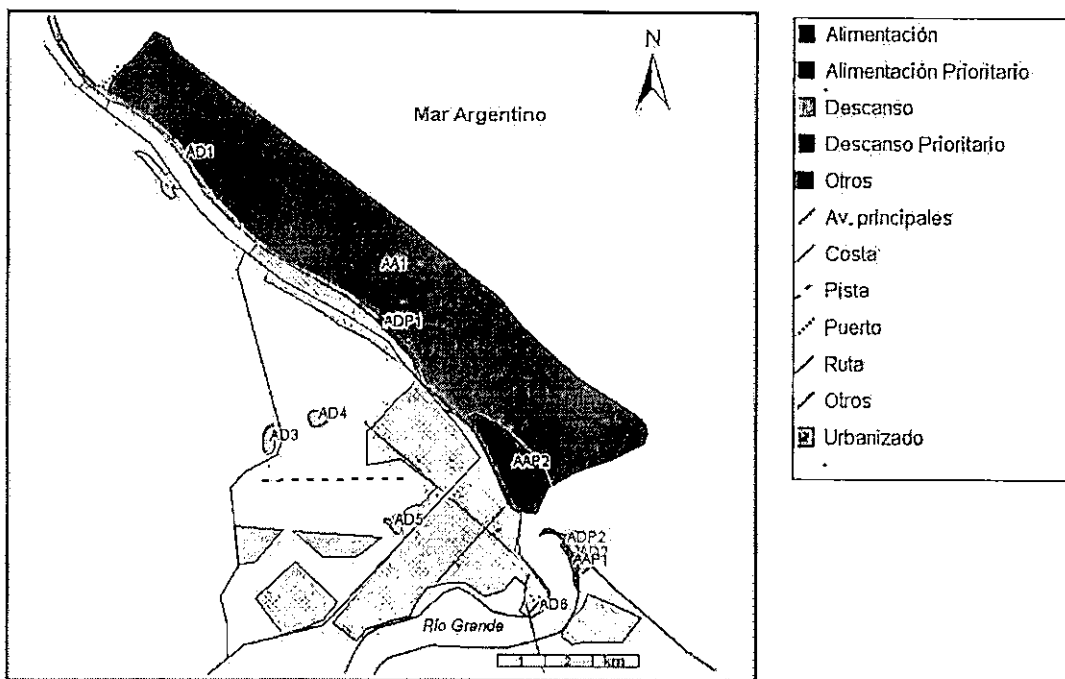 N
Mar Argentino
AD1
AA1
ADP1
AD4
AD3
AAP2
AD5
ADP2
AAP1
AD6
Río Grande
1 2 km
Alimentación
Alimentación Prioritario
Descanso
Descanso Prioritario
Otros
Av. principales
Costa
Pista
Puerto
Ruta
Otros
Urbanizado